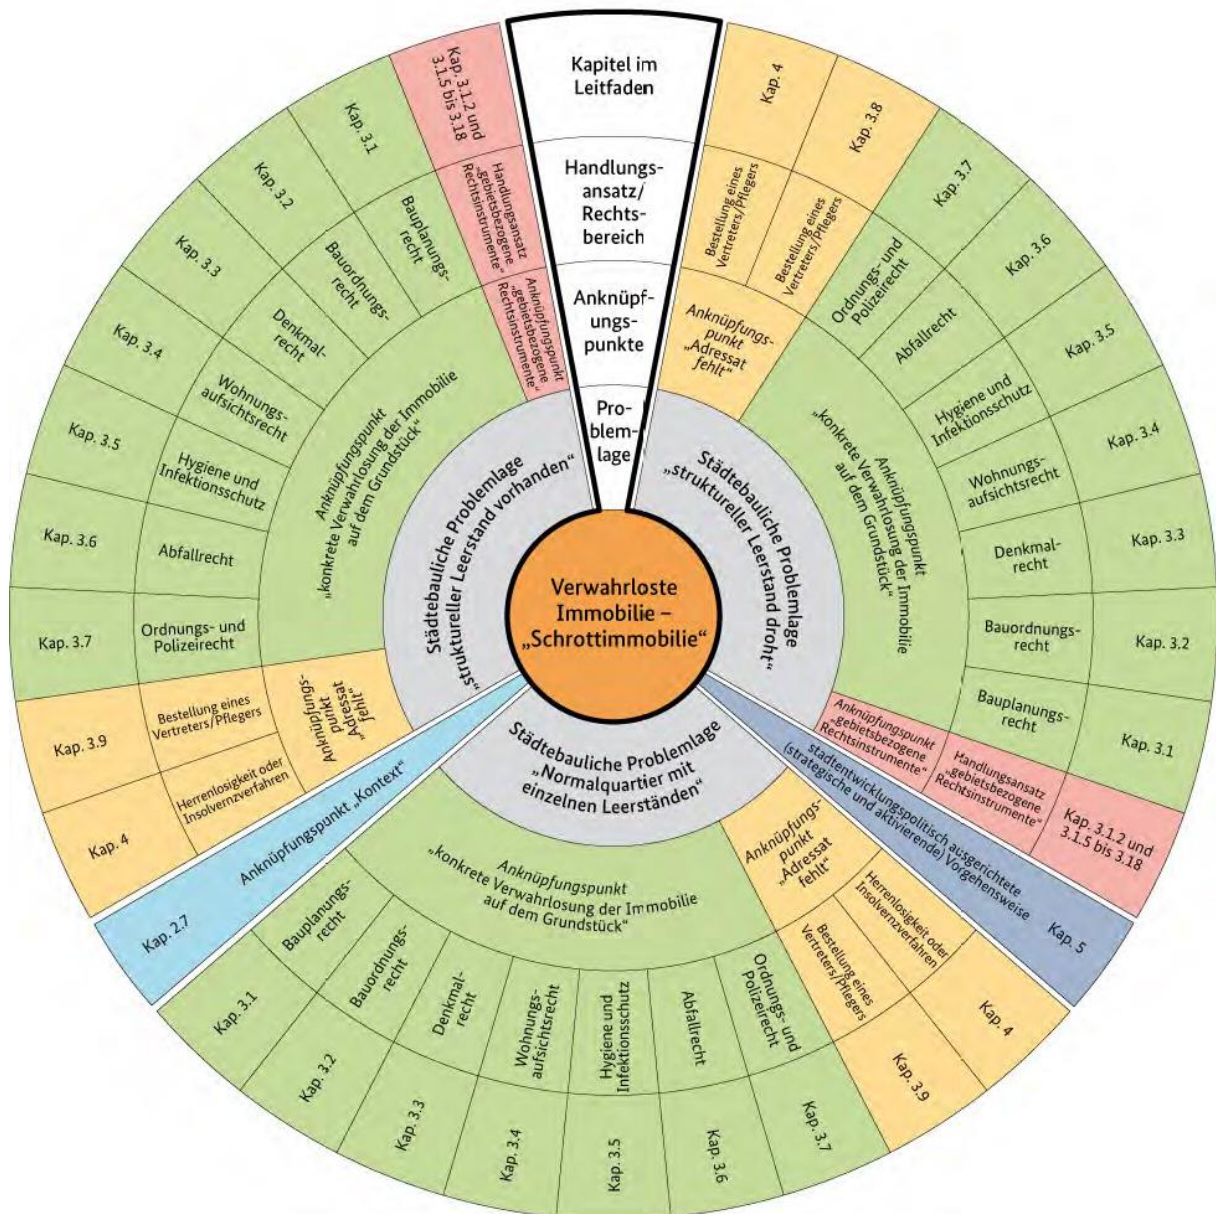 Kapitel im
Leitfaden
Handlungs-
ansatz/
Rechts-
bereich
Anknüpf-
ungs-
punkte
Pro-
blem-
lage
Verwahrloste
Immobilie –
„Schrottimmobilie“
Städtebauliche Problemlage
„struktureller Leerstand droht“
Anknüpfungs-
punkt
„Adressat
fehlt“
Bestellung eines
Vertreters/Pflegers
Kap. 4
Bestellung eines
Vertreters/Pflegers
Kap. 3.8
Anknüpfungspunkt
„konkrete Verwahrlosung der Immobilie
auf dem Grundstück“
Ordnungs- und
Polizeirecht
Kap. 3.7
Abfallrecht
Kap. 3.6
Hygiene und
Infektionsschutz
Kap. 3.5
Wohnungs-
aufsichtsrecht
Kap. 3.4
Denkmal-
recht
Kap. 3.3
Bauordnungs-
recht
Kap. 3.2
Bauplanungs-
recht
Kap. 3.1
Anknüpfungspunkt
„gebietsbezogene
Rechtsinstrumente“
Handlungsansatz
„gebietsbezogene
Rechtsinstrumente“
Kap. 3.1.2 und
3.1.5 bis 3.18
stadtentwicklungspolitisch ausgerichtete
(strategische und aktivierende) Vorgehensweise
Kap. 5
Städtebauliche Problemlage
„Normalquartier mit
einzelnen Leerständen“
Anknüpfungs-
punkt
„Adressat
fehlt“
Herrenlosigkeit oder
Insolvernzverfahren
Kap. 4
Bestellung eines
Vertreters/Pflegers
Kap. 3.9
Anknüpfungspunkt
„konkrete Verwahrlosung der Immobilie
auf dem Grundstück“
Ordnungs- und
Polizeirecht
Kap. 3.7
Abfallrecht
Kap. 3.6
Hygiene und
Infektionsschutz
Kap. 3.5
Wohnungs-
aufsichtsrecht
Kap. 3.4
Denkmal-
recht
Kap. 3.3
Bauordnungs-
recht
Kap. 3.2
Bauplanungs-
recht
Kap. 3.1
Anknüpfungspunkt „Kontext“
Kap. 2.7
Städtebauliche Problemlage
„struktureller Leerstand vorhanden“
Anknüpfungs-
punkt
„Adressat
fehlt“
Herrenlosigkeit oder
Insolvernzverfahren
Kap. 4
Bestellung eines
Vertreters/Pflegers
Kap. 3.9
Anknüpfungspunkt
„konkrete Verwahrlosung der Immobilie
auf dem Grundstück“
Ordnungs- und
Polizeirecht
Kap. 3.7
Abfallrecht
Kap. 3.6
Hygiene und
Infektionsschutz
Kap. 3.5
Wohnungs-
aufsichtsrecht
Kap. 3.4
Denkmal-
recht
Kap. 3.3
Bauordnungs-
recht
Kap. 3.2
Bauplanungs-
recht
Kap. 3.1
Anknüpfungspunkt
„gebietsbezogene
Rechtsinstrumente“
Handlungsansatz
„gebietsbezogene
Rechtsinstrumente“
Kap. 3.1.2 und
3.1.5 bis 3.18